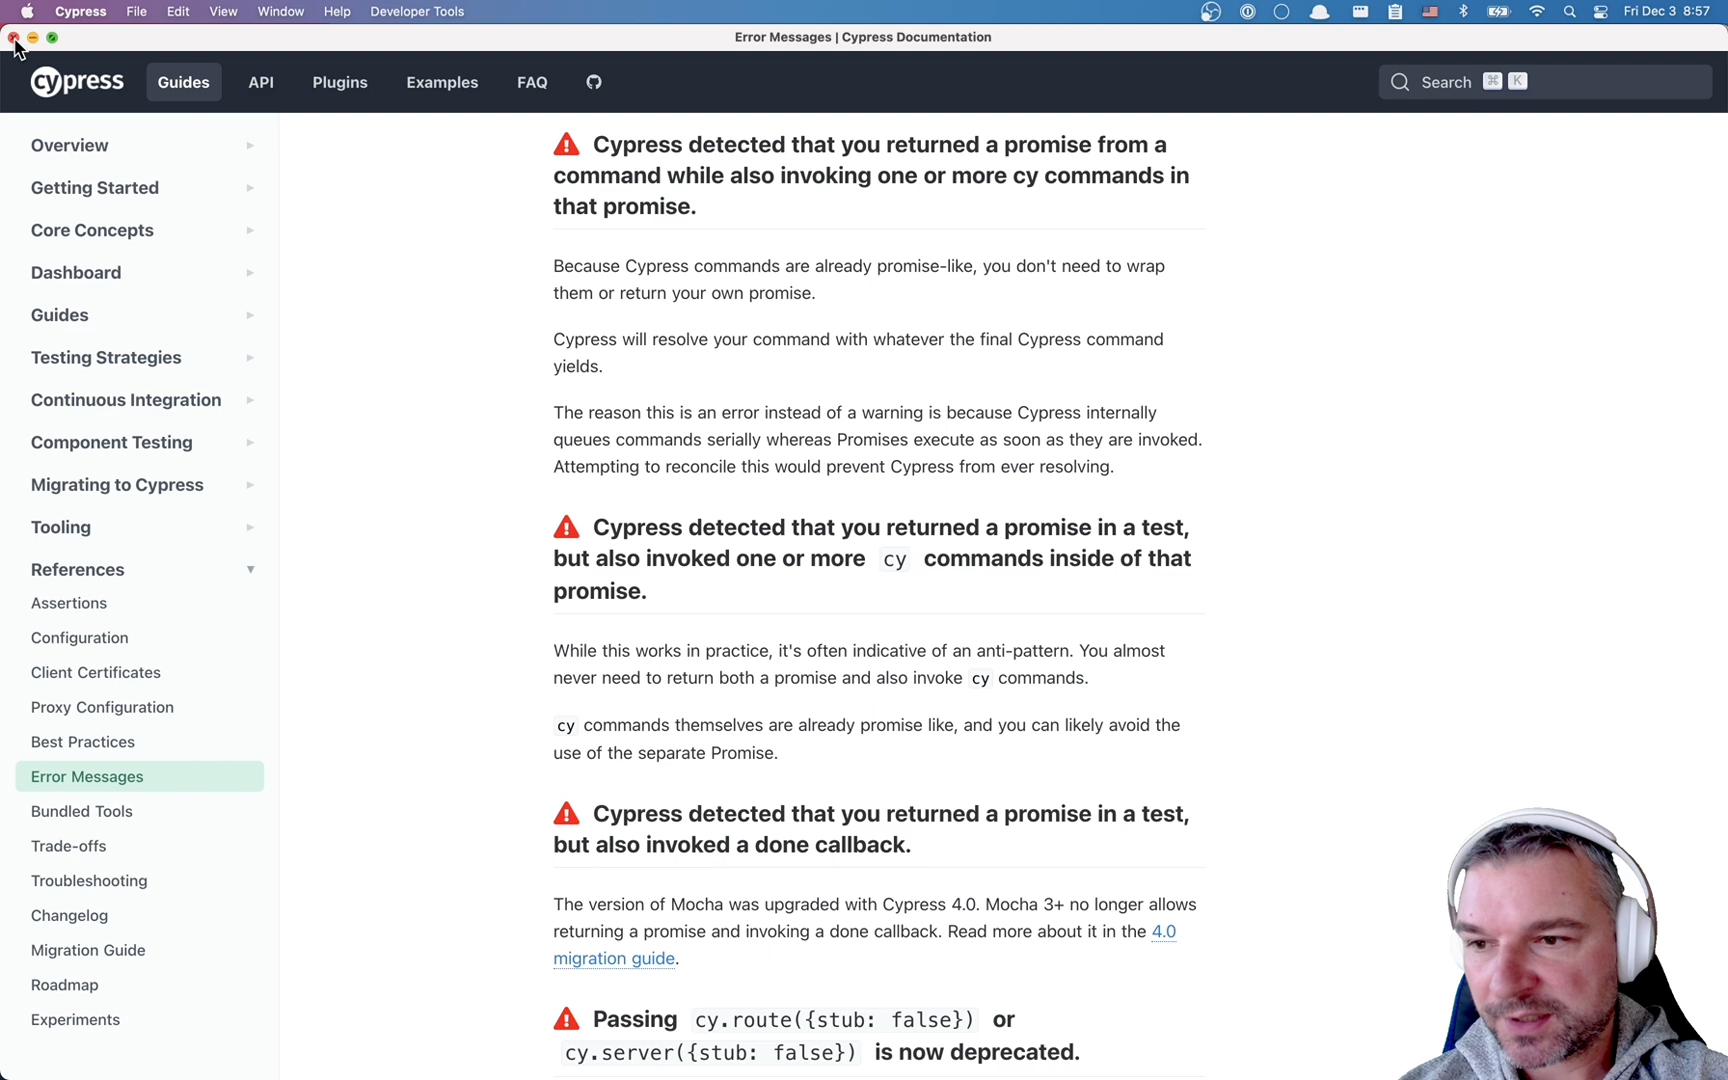 Cypress File Edit View Window Help Developer Tools Fri Dec 3 8:57
Error Messages | Cypress Documentation
cypress Guides API Plugins Examples FAQ Search ⌘ K
Overview
Getting Started
Core Concepts
Dashboard
Guides
Testing Strategies
Continuous Integration
Component Testing
Migrating to Cypress
Tooling
References
Assertions
Configuration
Client Certificates
Proxy Configuration
Best Practices
Error Messages
Bundled Tools
Trade-offs
Troubleshooting
Changelog
Migration Guide
Roadmap
Experiments
Cypress detected that you returned a promise from a
command while also invoking one or more cy commands in
that promise.
Because Cypress commands are already promise-like, you don't need to wrap
them or return your own promise.
Cypress will resolve your command with whatever the final Cypress command
yields.
The reason this is an error instead of a warning is because Cypress internally
queues commands serially whereas Promises execute as soon as they are invoked.
Attempting to reconcile this would prevent Cypress from ever resolving.
Cypress detected that you returned a promise in a test,
but also invoked one or more cy commands inside of that
promise.
While this works in practice, it's often indicative of an anti-pattern. You almost
never need to return both a promise and also invoke cy commands.
cy commands themselves are already promise like, and you can likely avoid the
use of the separate Promise.
Cypress detected that you returned a promise in a test,
but also invoked a done callback.
The version of Mocha was upgraded with Cypress 4.0. Mocha 3+ no longer allows
returning a promise and invoking a done callback. Read more about it in the 4.0
migration guide.
Passing cy.route({stub: false}) or
cy.server({stub: false}) is now deprecated.